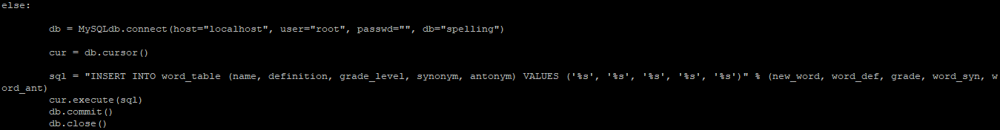 else:
db = MySQLdb.connect(host="localhost", user="root", passwd="", db="spelling")
cur = db.cursor()
sql = "INSERT INTO word_table (name, definition, grade_level, synonym, antonym) VALUES ('%s', '%s', '%s', '%s', '%s')" % (new_word, word_def, grade, word_syn, w
ord_ant)
cur.execute(sql)
db.commit()
db.close()